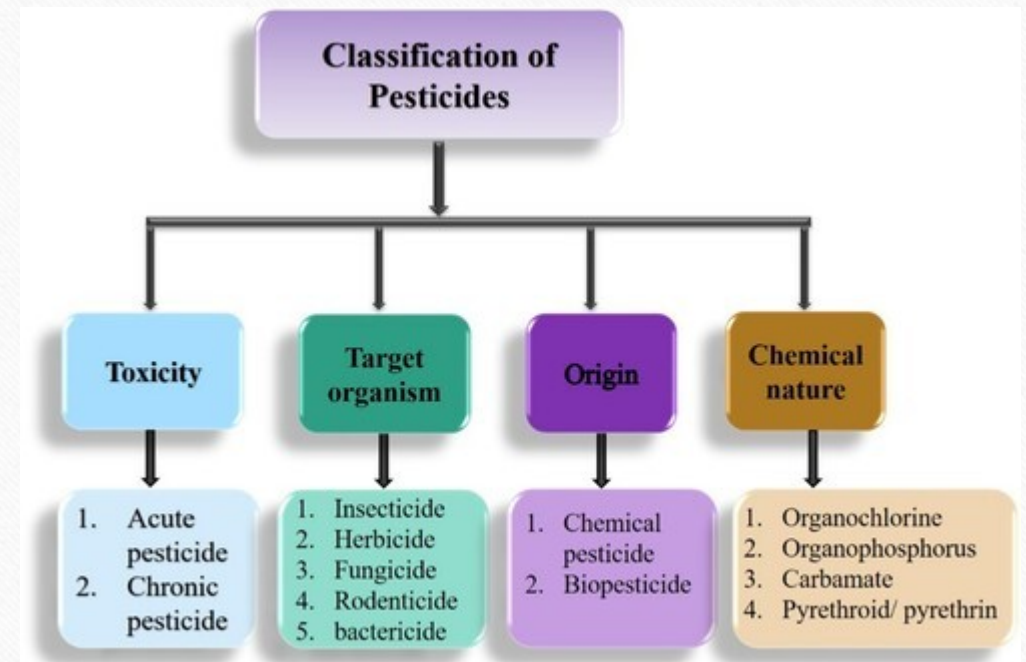 Classification of
Pesticides
Toxicity
Target
organism
Origin
Chemical
nature
1. Acute
pesticide
2. Chronic
pesticide
1. Insecticide
2. Herbicide
3. Fungicide
4. Rodenticide
5. bactericide
1. Chemical
pesticide
2. Biopesticide
1. Organochlorine
2. Organophosphorus
3. Carbamate
4. Pyrethroid/ pyrethrin